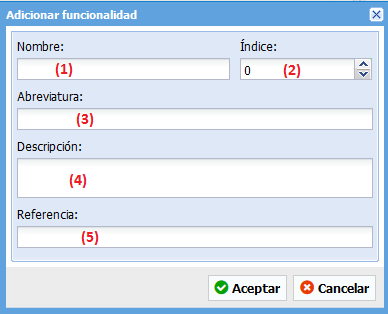 Adicionar funcionalidad
Nombre: Índice:
(1) 0 (2)
Abreviatura:
(3)
Descripción:
(4)
Referencia:
(5)
Aceptar Cancelar